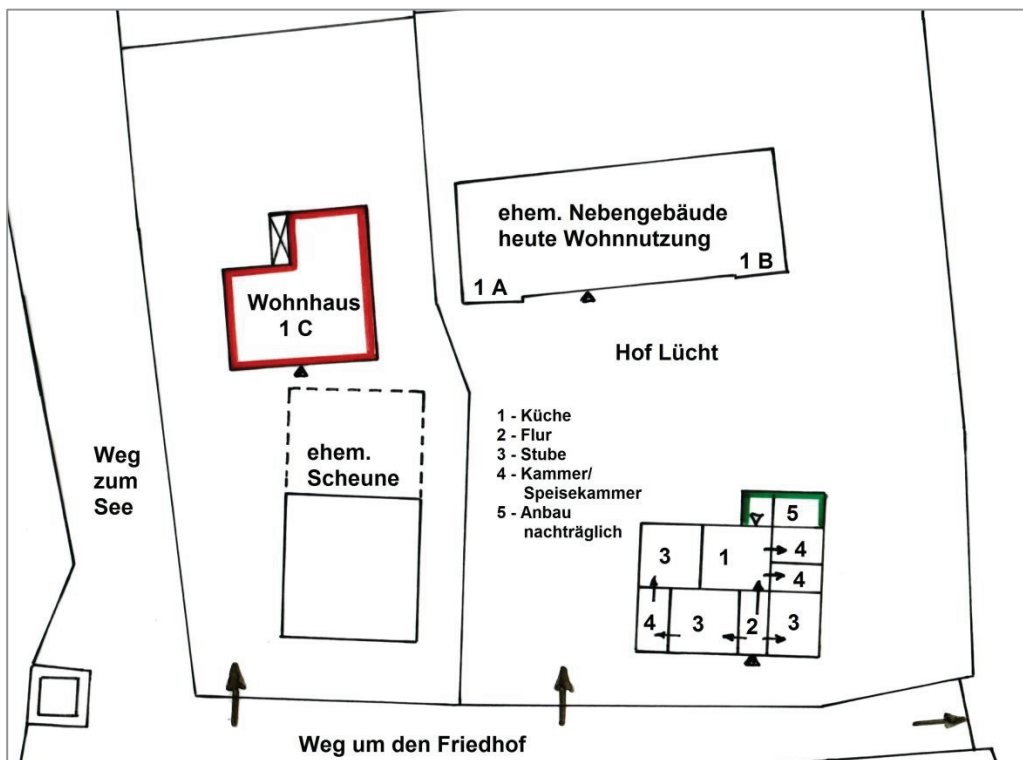 ehem. Nebengebäude
heute Wohnnutzung
1 A
1 B
Wohnhaus
1 C
Hof Lücht
ehem.
Scheune
Weg
zum
See
1 - Küche
2 - Flur
3 - Stube
4 - Kammer/
Speisekammer
5 - Anbau
nachträglich
5
3 1 4
4
4 3 2 3
Weg um den Friedhof